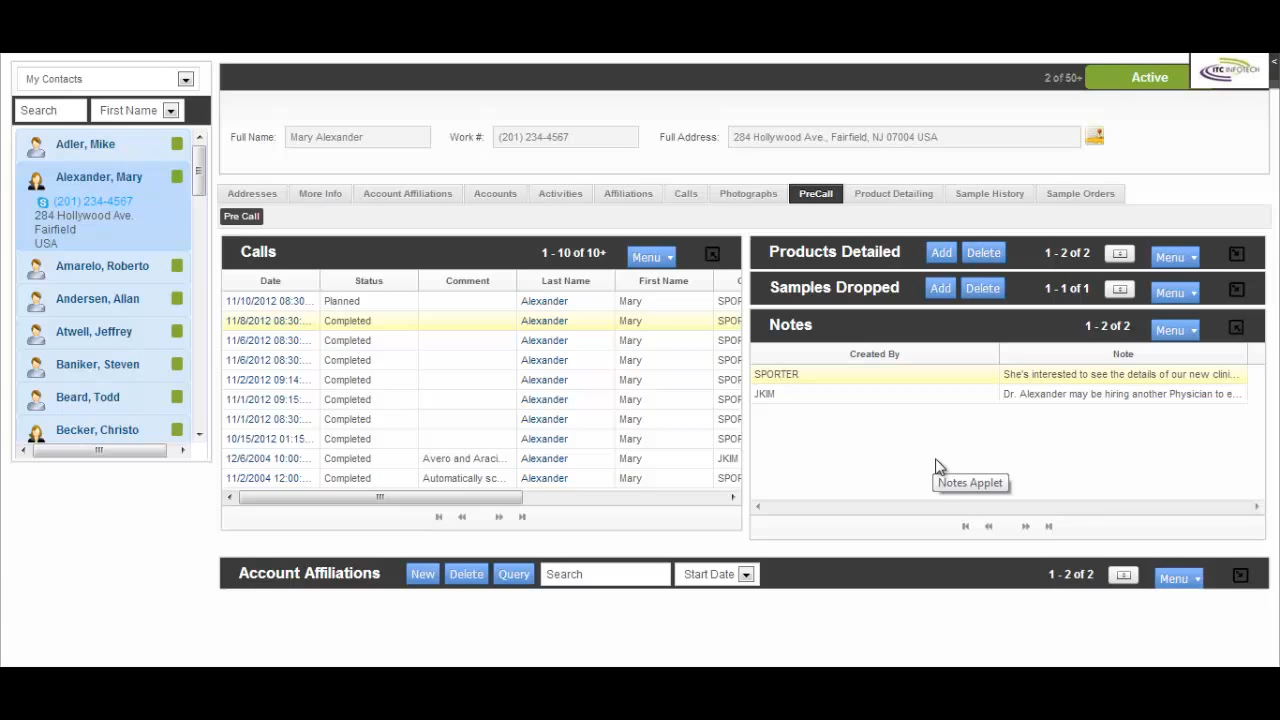 My Contacts
Search First Name
Adler, Mike
Alexander, Mary
(201) 234-4567
284 Hollywood Ave.
Fairfield
USA
Amarelo, Roberto
Andersen, Allan
Atwell, Jeffrey
Baniker, Steven
Beard, Todd
Becker, Christo
2 of 50+ Active ITC INFOTECH <
Full Name: Mary Alexander Work #: (201) 234-4567 Full Address: 284 Hollywood Ave., Fairfield, NJ 07004 USA
Addresses More Info Account Affiliations Accounts Activities Affiliations Calls Photographs PreCall Product Detailing Sample History Sample Orders
Pre Call
Calls 1 - 10 of 10+ Menu
Date Status Comment Last Name First Name
11/10/2012 08:30... Planned Alexander Mary SPOR
11/8/2012 08:30:... Completed Alexander Mary SPOR
11/6/2012 08:30:... Completed Alexander Mary SPOR
11/6/2012 08:30:... Completed Alexander Mary SPOR
11/2/2012 09:14:... Completed Alexander Mary SPOR
11/1/2012 09:15:... Completed Alexander Mary SPOR
11/1/2012 08:30:... Completed Alexander Mary SPOR
10/15/2012 01:15... Completed Alexander Mary SPOR
12/6/2004 10:00:... Completed Avero and Araci... Alexander Mary JKIM
11/2/2004 12:00:... Completed Automatically sc... Alexander Mary SPOR
Products Detailed Add Delete 1 - 2 of 2 Menu
Samples Dropped Add Delete 1 - 1 of 1 Menu
Notes 1 - 2 of 2 Menu
Created By Note
SPORTER She's interested to see the details of our new clini...
JKIM Dr. Alexander may be hiring another Physician to e...
Notes Applet
Account Affiliations New Delete Query Search Start Date 1 - 2 of 2 Menu